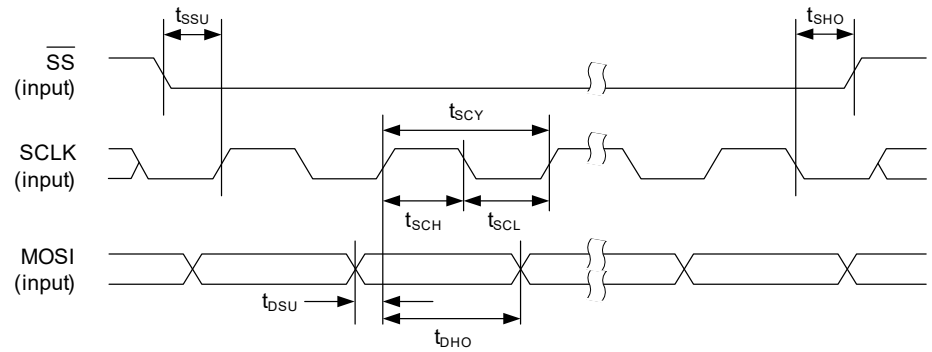 tSSU
tSHO
SS
(input)
tSCY
SCLK
(input)
tSCH
tSCL
MOSI
(input)
tDSU
tDHO